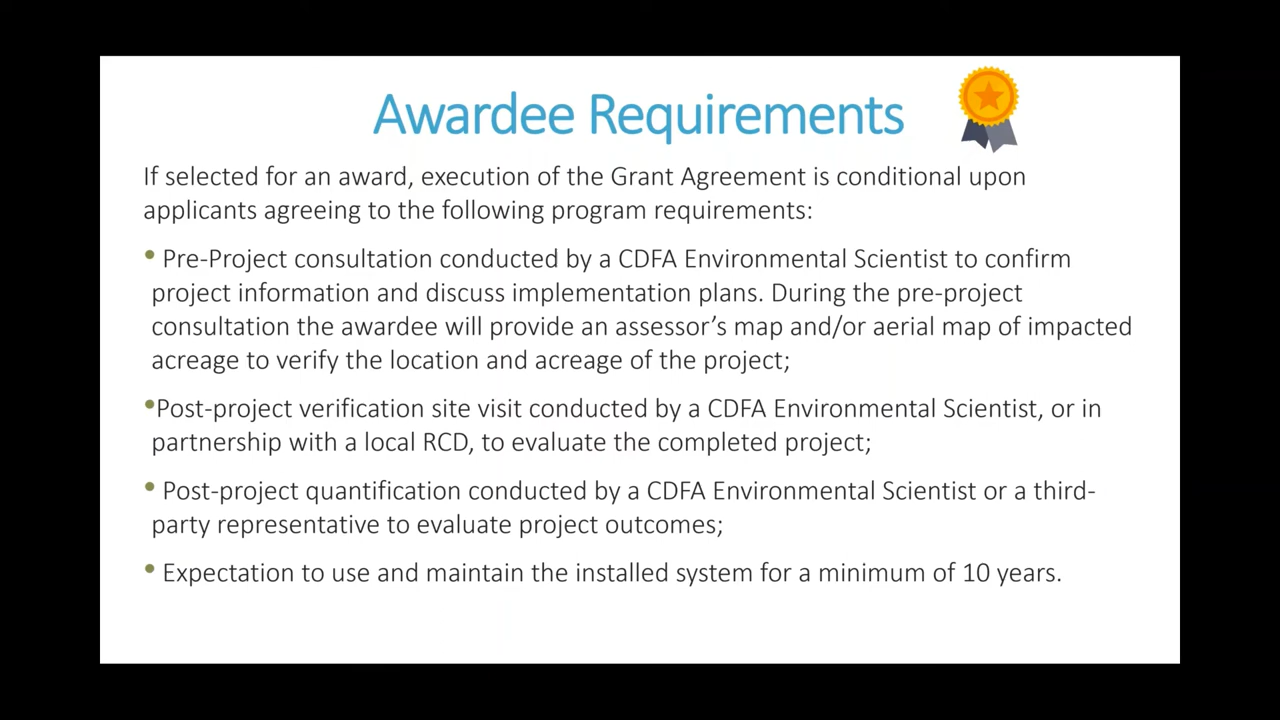 Awardee Requirements
If selected for an award, execution of the Grant Agreement is conditional upon
applicants agreeing to the following program requirements:
• Pre-Project consultation conducted by a CDFA Environmental Scientist to confirm
project information and discuss implementation plans. During the pre-project
consultation the awardee will provide an assessor’s map and/or aerial map of impacted
acreage to verify the location and acreage of the project;
•Post-project verification site visit conducted by a CDFA Environmental Scientist, or in
partnership with a local RCD, to evaluate the completed project;
• Post-project quantification conducted by a CDFA Environmental Scientist or a third-
party representative to evaluate project outcomes;
• Expectation to use and maintain the installed system for a minimum of 10 years.